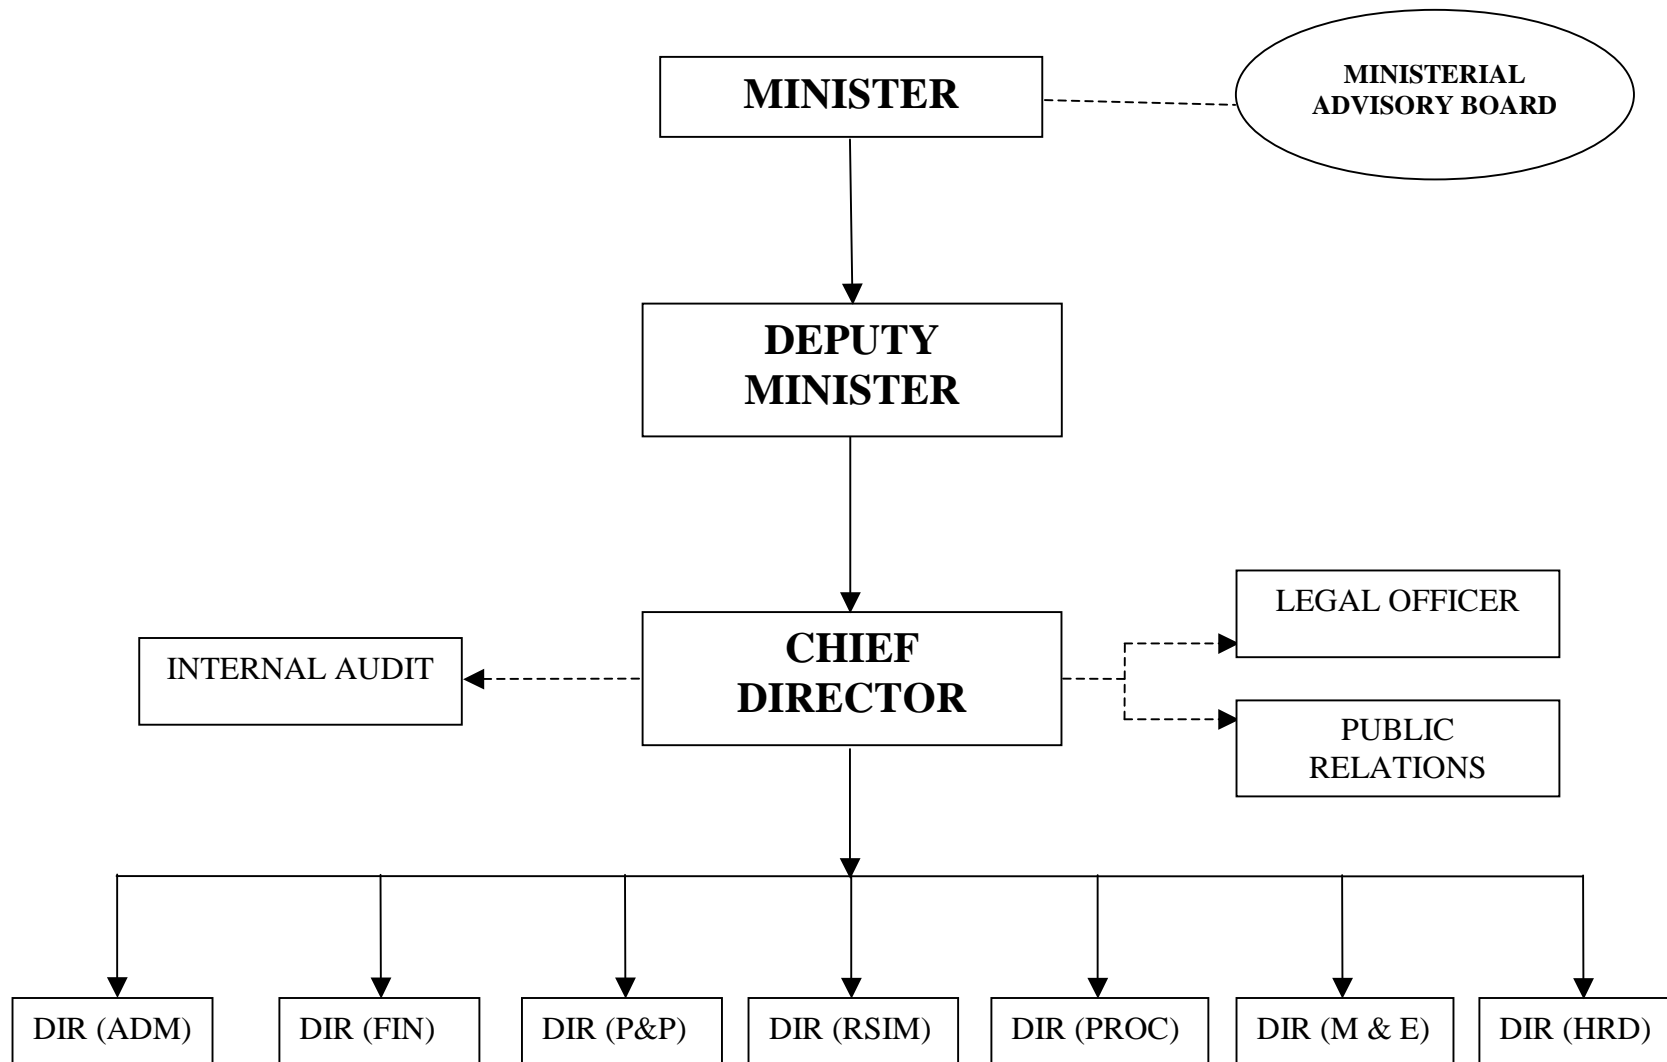 MINISTER
MINISTERIAL
ADVISORY BOARD
DEPUTY
MINISTER
CHIEF
DIRECTOR
INTERNAL AUDIT
LEGAL OFFICER
PUBLIC
RELATIONS
DIR (ADM)
DIR (FIN)
DIR (P&P)
DIR (RSIM)
DIR (PROC)
DIR (M & E)
DIR (HRD)